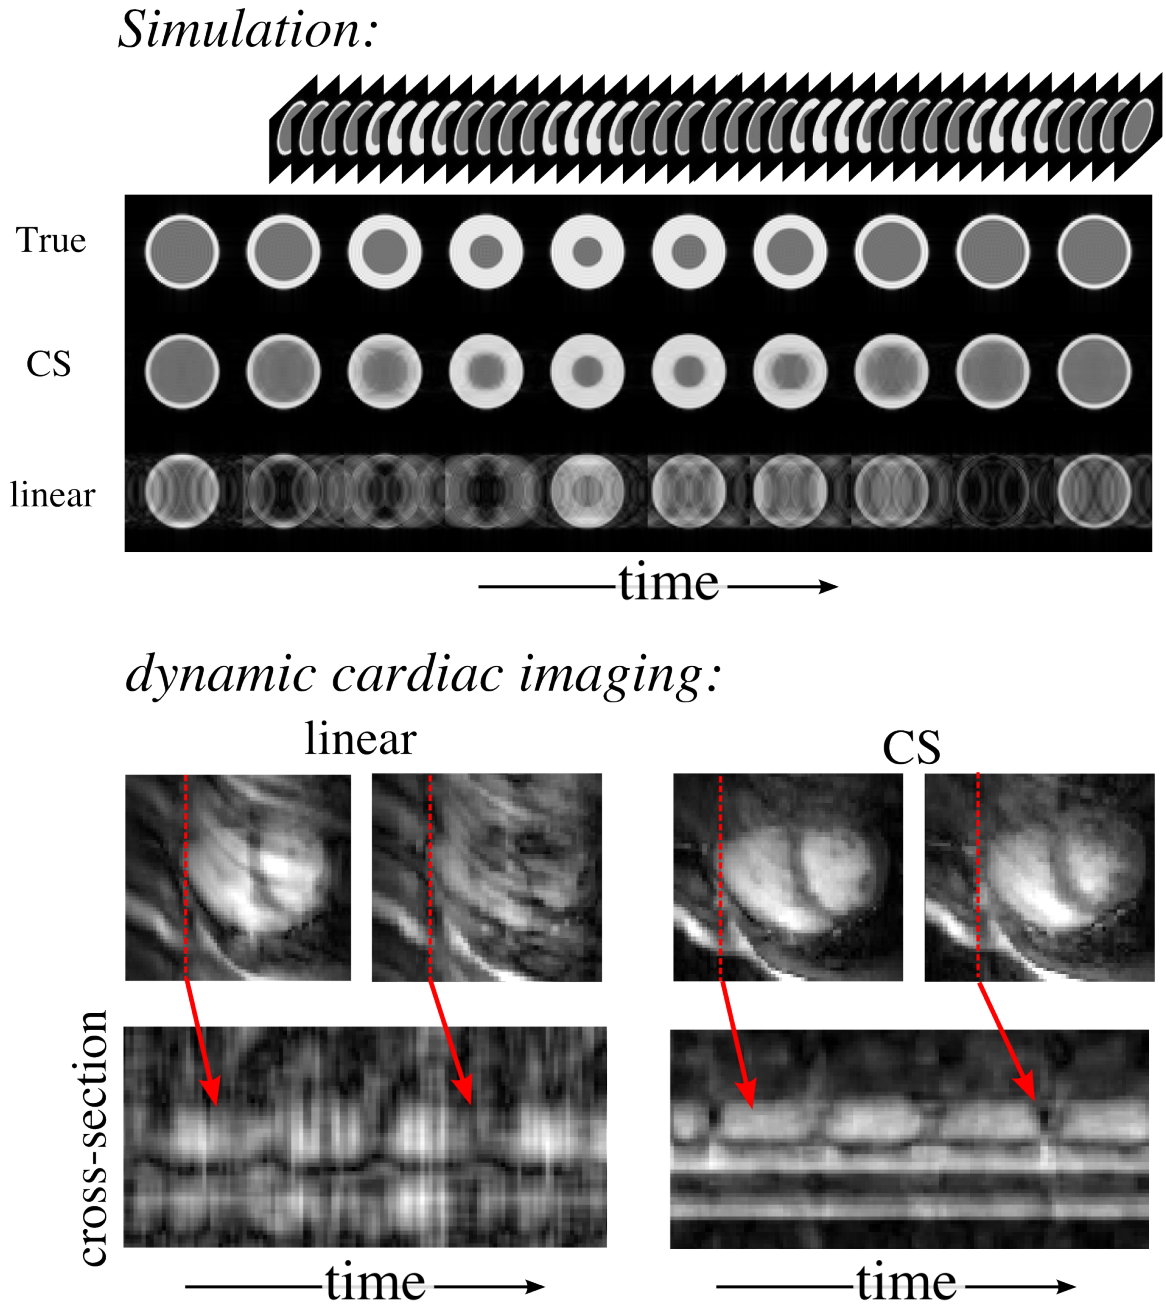 Simulation:
True
CS
linear
time
dynamic cardiac imaging:
linear
CS
cross-section
time
time